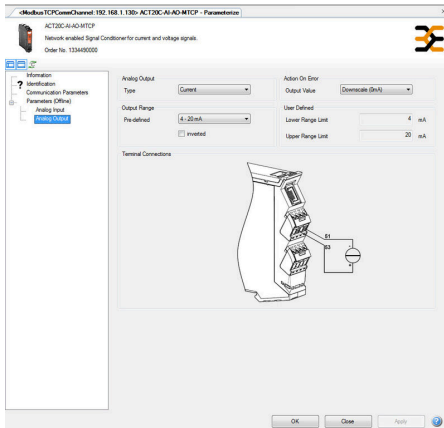 <ModbusTCPCommChannel:192.168.1.130> ACT20C-AI-AO-MTCP - Parameterize
ACT20C-AI-AO-MTCP
Network enabled Signal Conditioner for current and voltage signals.
Order No. 1334490000
Information
? Identification
Communication Parameters
Parameters (Offline)
Analog Input
Analog Output
Analog Output
Type
Current
Action On Error
Output Value
Downscale (0mA)
Output Range
Pre-defined
4 - 20 mA
inverted
User Defined
Lower Range Limit
4 mA
Upper Range Limit
20 mA
Terminal Connections
51
53
-
+
OK
Close
Apply
?